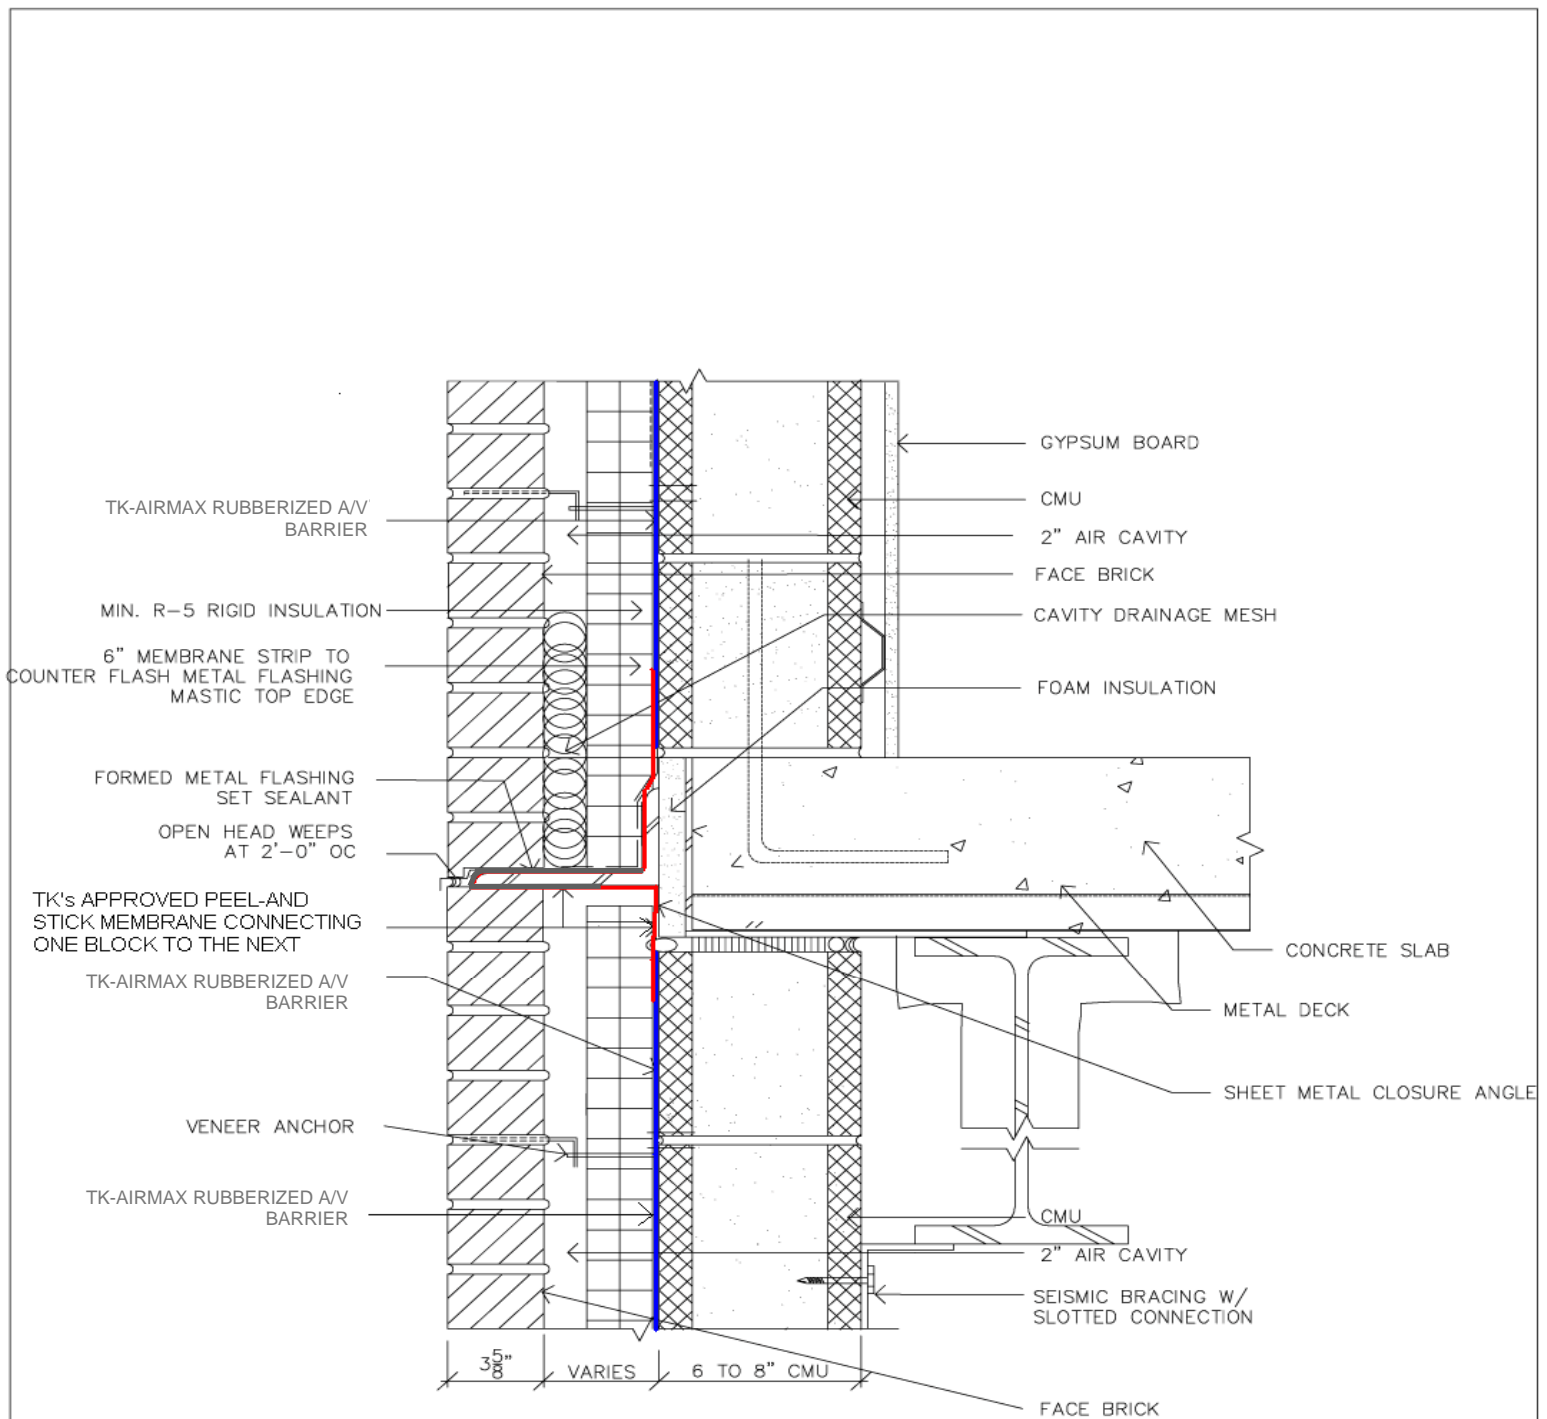 GYPSUM BOARD
CMU
TK-AIRMAX RUBBERIZED A/V
BARRIER
2" AIR CAVITY
FACE BRICK
MIN. R-5 RIGID INSULATION
CAVITY DRAINAGE MESH
6" MEMBRANE STRIP TO
COUNTER FLASH METAL FLASHING
MASTIC TOP EDGE
FOAM INSULATION
FORMED METAL FLASHING
SET SEALANT
OPEN HEAD WEEPS
AT 2'-0" OC
TK's APPROVED PEEL-AND
STICK MEMBRANE CONNECTING
ONE BLOCK TO THE NEXT
CONCRETE SLAB
TK-AIRMAX RUBBERIZED A/V
BARRIER
METAL DECK
SHEET METAL CLOSURE ANGLE
VENEER ANCHOR
TK-AIRMAX RUBBERIZED A/V
BARRIER
CMU
2" AIR CAVITY
SEISMIC BRACING W/
SLOTTED CONNECTION
3 5/8"
VARIES
6 TO 8" CMU
FACE BRICK